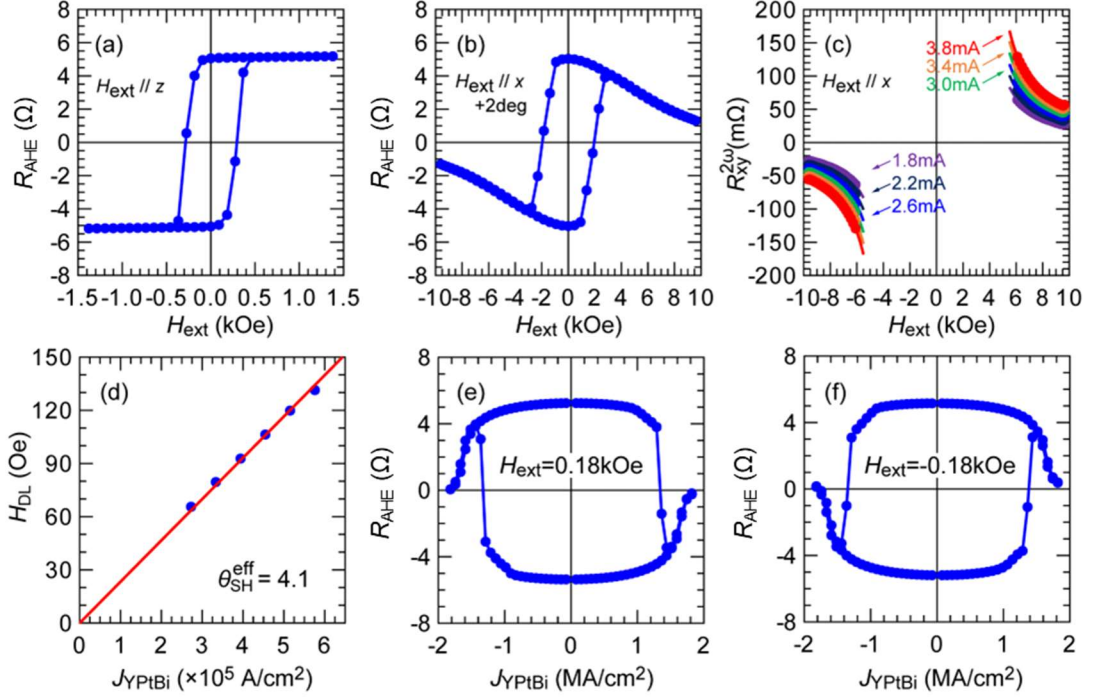 (a)
H_ext // z
R_AHE (Ω)
8
6
4
2
0
-2
-4
-6
-8
-1.5 -1.0 -0.5 0.0 0.5 1.0 1.5
H_ext (kOe)
(b)
H_ext // x
+2deg
R_AHE (Ω)
8
6
4
2
0
-2
-4
-6
-8
-10 -8 -6 -4 -2 0 2 4 6 8 10
H_ext (kOe)
(c)
H_ext // x
3.8mA
3.4mA
3.0mA
1.8mA
2.2mA
2.6mA
R_xy^2ω (mΩ)
200
150
100
50
0
-50
-100
-150
-200
-10 -8 -6 -4 -2 0 2 4 6 8 10
H_ext (kOe)
(d)
H_DL (Oe)
150
120
90
60
30
0
θ_SH^eff = 4.1
0 1 2 3 4 5 6
J_YPtBi (×10^5 A/cm^2)
(e)
H_ext=0.18kOe
R_AHE (Ω)
8
4
0
-4
-8
-2 -1 0 1 2
J_YPtBi (MA/cm^2)
(f)
H_ext=-0.18kOe
R_AHE (Ω)
8
4
0
-4
-8
-2 -1 0 1 2
J_YPtBi (MA/cm^2)